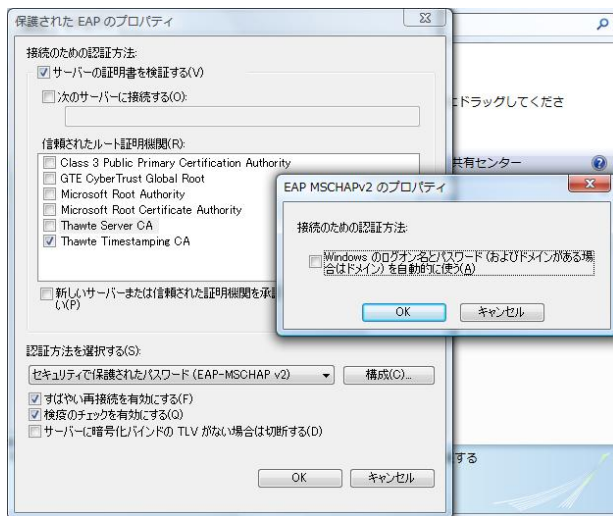 保護された EAP のプロパティ
接続のための認証方法:
サーバーの証明書を検証する(V)
次のサーバーに接続する(O):
信頼されたルート証明機関(R):
Class 3 Public Primary Certification Authority
GTE CyberTrust Global Root
Microsoft Root Authority
Microsoft Root Certificate Authority
Thawte Server CA
Thawte Timestamping CA
新しいサーバーまたは信頼された証明機関を承認
い(P)
認証方法を選択する(S):
セキュリティで保護されたパスワード (EAP-MSCHAP v2)
構成(C)...
すばやい再接続を有効にする(F)
検疫のチェックを有効にする(Q)
サーバーに暗号化バインドの TLV がない場合は切断する(D)
OK
キャンセル
EAP MSCHAPv2 のプロパティ
接続のための認証方法:
Windows のログオン名とパスワード (およびドメインがある場
合はドメイン) を自動的に使う(A)
OK
キャンセル
にドラッグしてくださ
共有センター
する